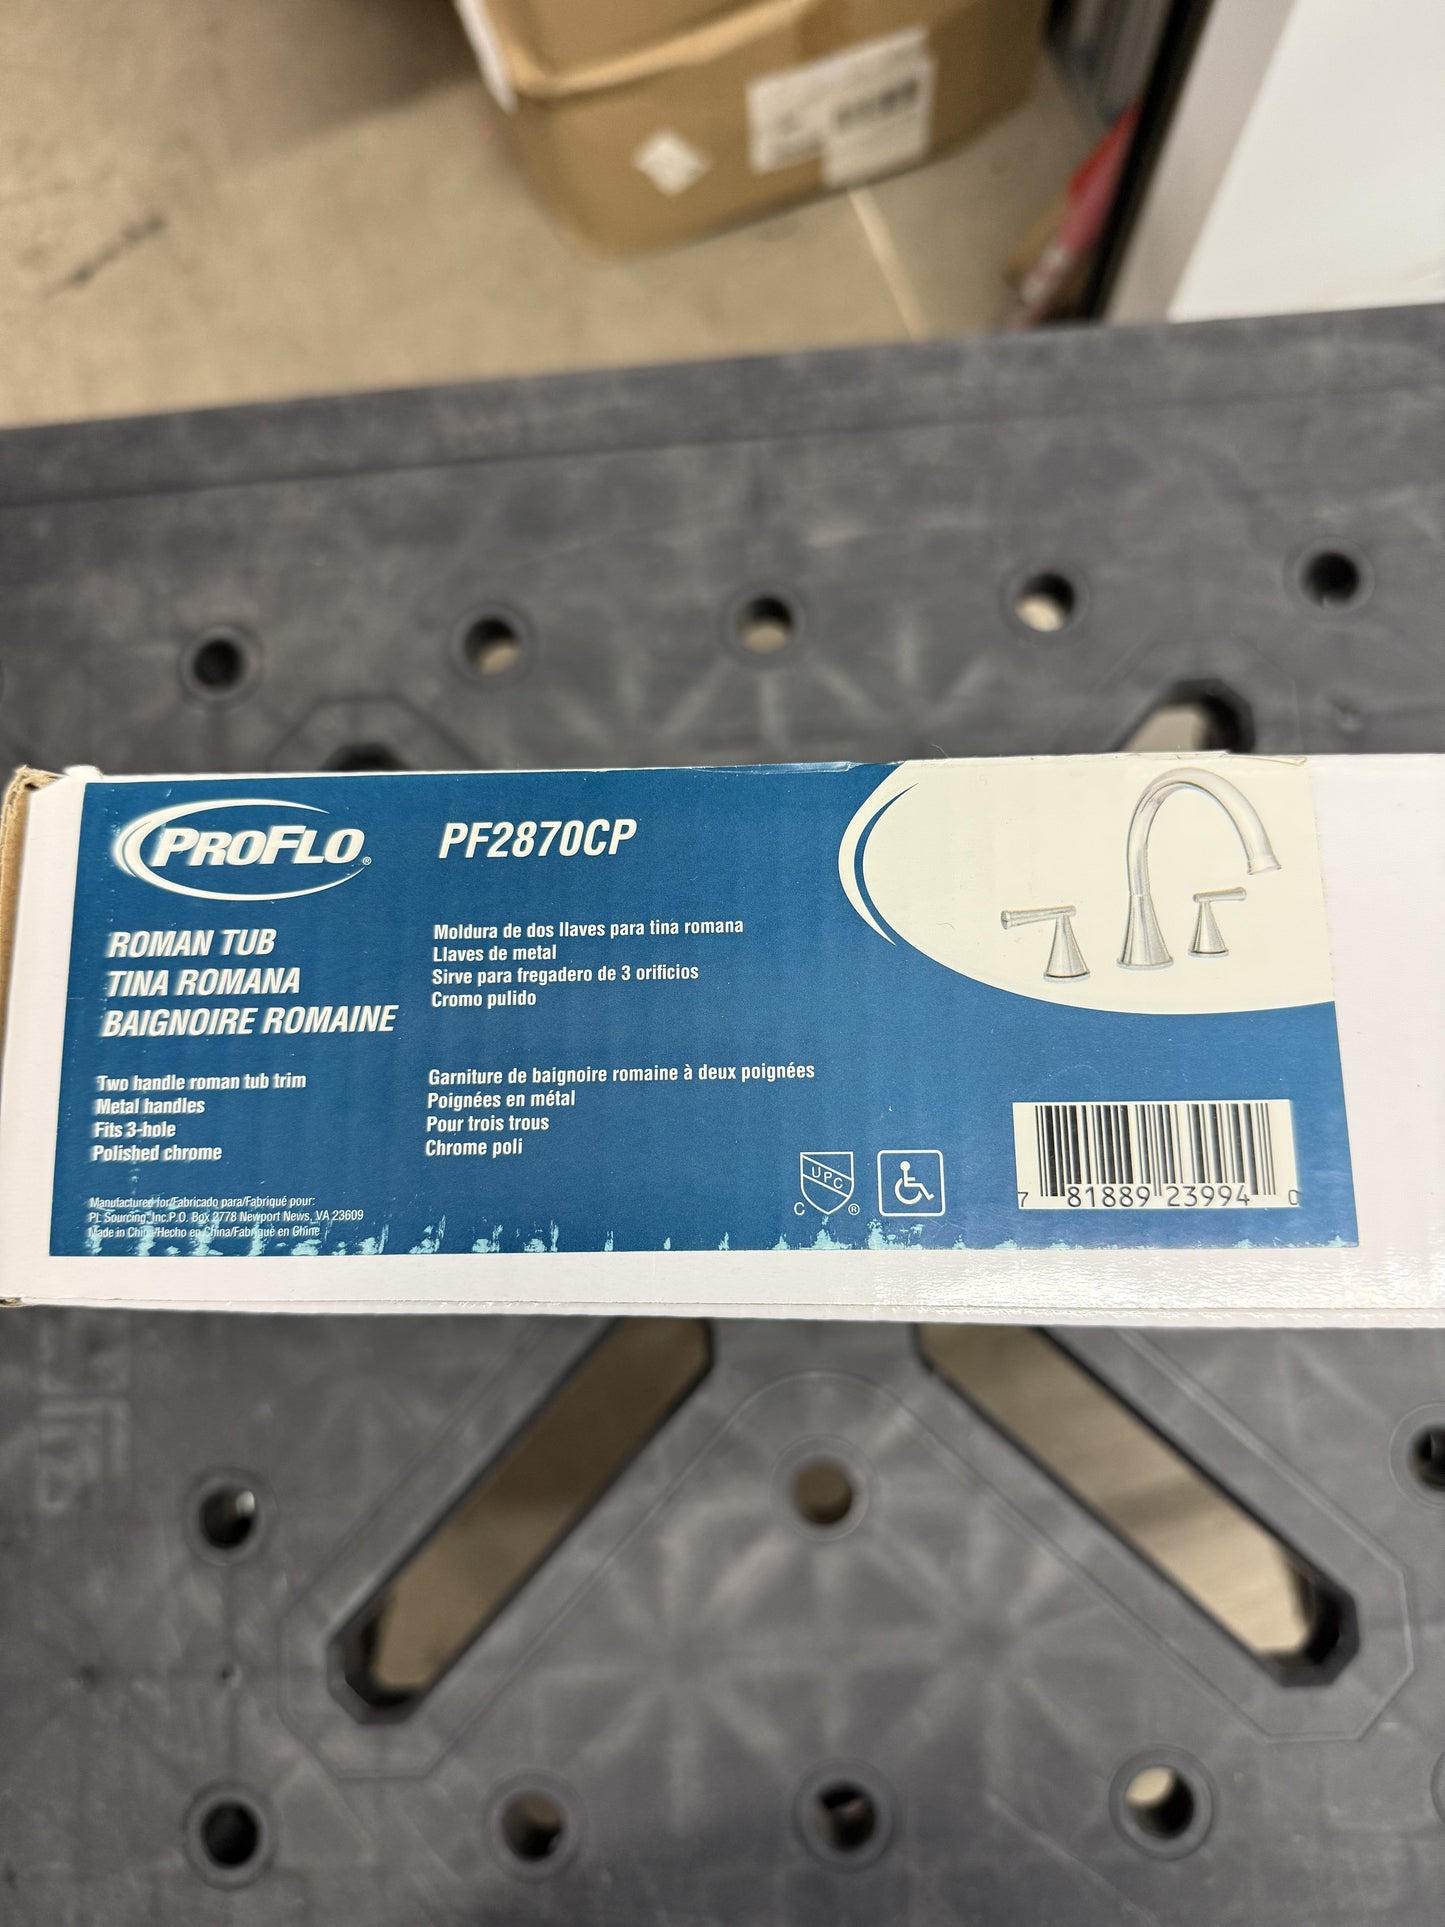 PROFLO®
PF2870CP
ROMAN TUB
TINA ROMANA
BAIGNOIRE ROMAINE
Two handle roman tub trim
Metal handles
Fits 3-hole
Polished chrome
Moldura de dos llaves para tina romana
Llaves de metal
Sirve para fregadero de 3 orificios
Cromo pulido
Garniture de baignoire romaine à deux poignées
Poignées en métal
Pour trois trous
Chrome poli
Manufactured for/Fabricado para/Fabriqué pour:
PL Sourcing, Inc.P.O. Box 2778 Newport News, VA 23609
Made in China/Hecho en China/Fabriqué en Chine
C UPC ®
7 81889 23994 0